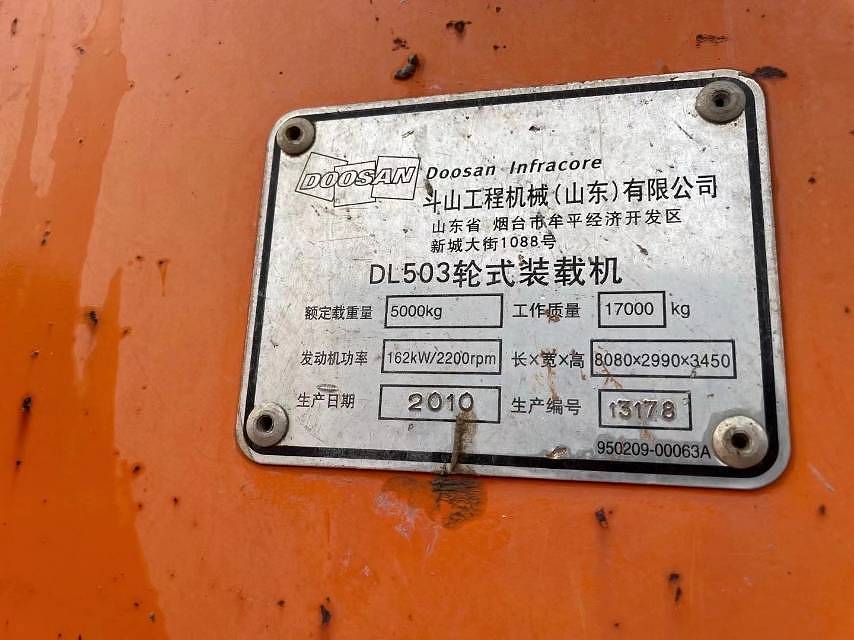 DOOSAN
Doosan Infracore
斗山工程机械(山东)有限公司
山东省 烟台市牟平经济开发区
新城大街1088号
DL503轮式装载机
额定载重量 5000kg 工作质量 17000 kg
发动机功率 162kW/2200rpm 长×宽×高 8080×2990×3450
生产日期 2010 生产编号 13178
950209-00063A